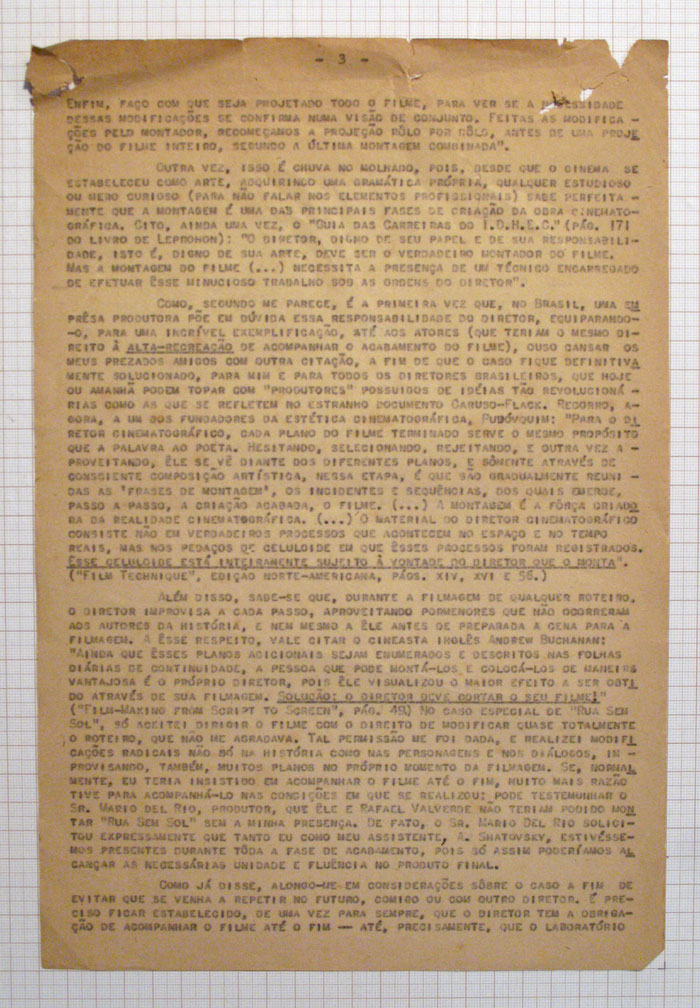 - 3 -
ENFIM, FAÇO COM QUE SEJA PROJETADO TODO O FILME, PARA VER SE A NECESSIDADE
DESSAS MODIFICAÇÕES SE CONFIRMA NUMA VISÃO DE CONJUNTO. FEITAS AS MODIFICA-
ÇÕES PELO MONTADOR, RECOMEÇAMOS A PROJEÇÃO RÔLO POR RÔLO, ANTES DE UMA PROJE
ÇÃO DO FILME INTEIRO, SEGUNDO A ÚLTIMA MONTAGEM COMBINADA".
OUTRA VEZ, ISSO É CHUVA NO MOLHADO, POIS, DESDE QUE O CINEMA SE
ESTABELECEU COMO ARTE, ADQUIRINDO UMA GRAMÁTICA PRÓPRIA, QUALQUER ESTUDIOSO
OU MERO CURIOSO (PARA NÃO FALAR NOS ELEMENTOS PROFISSIONAIS) SABE PERFEITA-
MENTE QUE A MONTAGEM É UMA DAS PRINCIPAIS FASES DE CRIAÇÃO DA OBRA CINEMATO-
GRÁFICA. CITO, AINDA UMA VEZ, O "GUIA DAS CARREIRAS DO I.D.H.E.C." (PÁG. 171
DO LIVRO DE LEPROHON): "O DIRETOR, DIGNO DE SEU PAPEL E DE SUA RESPONSABILI-
DADE, ISTO É, DIGNO DE SUA ARTE, DEVE SER O VERDADEIRO MONTADOR DO FILME.
MAS A MONTAGEM DO FILME (...) NECESSITA A PRESENÇA DE UM TÉCNICO ENCARREGADO
DE EFETUAR ÊSSE MINUCIOSO TRABALHO SOB AS ORDENS DO DIRETOR".
COMO, SEGUNDO ME PARECE, É A PRIMEIRA VEZ QUE, NO BRASIL, UMA EM
PRÊSA PRODUTORA PÕE EM DÚVIDA ESSA RESPONSABILIDADE DO DIRETOR, EQUIPARANDO-
-O, PARA UMA INCRÍVEL EXEMPLIFICAÇÃO, ATÉ AOS ATORES (QUE TERIAM O MESMO DI-
REITO À ALTA-RECREAÇÃO DE ACOMPANHAR O ACABAMENTO DO FILME), OUSO CANSAR OS
MEUS PREZADOS AMIGOS COM OUTRA CITAÇÃO, A FIM DE QUE O CASO FIQUE DEFINITIVA
MENTE SOLUCIONADO, PARA MIM E PARA TODOS OS DIRETORES BRASILEIROS, QUE HOJE
OU AMANHÃ PODEM TOPAR COM "PRODUTORES" POSSUIDOS DE IDÉIAS TÃO REVOLUCIONÁ-
RIAS COMO AS QUE SE REFLETEM NO ESTRANHO DOCUMENTO CARUSO-FLACK. RECORRO, A-
GORA, A UM DOS FUNDADORES DA ESTÉTICA CINEMATOGRÁFICA, PUDÓVQUIM: "PARA O DI
RETOR CINEMATOGRÁFICO, CADA PLANO DO FILME TERMINADO SERVE O MESMO PROPÓSITO
QUE A PALAVRA AO POETA. HESITANDO, SELECIONANDO, REJEITANDO, E OUTRA VEZ A-
PROVEITANDO, ÊLE SE VÊ DIANTE DOS DIFERENTES PLANOS, E SÒMENTE ATRAVÉS DE
CONSCIENTE COMPOSIÇÃO ARTÍSTICA, NESSA ETAPA, É QUE SÃO GRADUALMENTE REUNI-
DAS AS 'FRASES DE MONTAGEM', OS INCIDENTES E SEQUÊNCIAS, DOS QUAIS EMERGE,
PASSO A PASSO, A CRIAÇÃO ACABADA, O FILME. (...) A MONTAGEM É A FÔRÇA CRIADO
RA DA REALIDADE CINEMATOGRÁFICA. (...) O MATERIAL DO DIRETOR CINEMATOGRÁFICO
CONSISTE NÃO EM VERDADEIROS PROCESSOS QUE ACONTECEM NO ESPAÇO E NO TEMPO
REAIS, MAS NOS PEDAÇOS DE CELULOIDE EM QUE ÊSSES PROCESSOS FORAM REGISTRADOS.
ÊSSE CELULOIDE ESTÁ INTEIRAMENTE SUJEITO À VONTADE DO DIRETOR QUE O MONTA".
("FILM TECHNIQUE", EDIÇÃO NORTE-AMERICANA, PÁGS. XIV, XVI E 56.)
ALÉM DISSO, SABE-SE QUE, DURANTE A FILMAGEM DE QUALQUER ROTEIRO,
O DIRETOR IMPROVISA A CADA PASSO, APROVEITANDO PORMENORES QUE NÃO OCORRERAM
AOS AUTORES DA HISTÓRIA, E NEM MESMO A ÊLE ANTES DE PREPARADA A CENA PARA A
FILMAGEM. A ÊSSE RESPEITO, VALE CITAR O CINEASTA INGLÊS ANDREW BUCHANAN:
"AINDA QUE ÊSSES PLANOS ADICIONAIS SEJAM ENUMERADOS E DESCRITOS NAS FOLHAS
DIÁRIAS DE CONTINUIDADE, A PESSOA QUE PODE MONTÁ-LOS E COLOCÁ-LOS DE MANEIRA
VANTAJOSA É O PRÓPRIO DIRETOR, POIS ÊLE VISUALIZOU O MAIOR EFEITO A SER OBTI
DO ATRAVÉS DE SUA FILMAGEM. SOLUÇÃO: O DIRETOR DEVE CORTAR O SEU FILME!"
("FILM-MAKING FROM SCRIPT TO SCREEN", PÁG. 49.) NO CASO ESPECIAL DE "RUA SEM
SOL", SÓ ACEITEI DIRIGIR O FILME COM O DIREITO DE MODIFICAR QUASE TOTALMENTE
O ROTEIRO, QUE NÃO ME AGRADAVA. TAL PERMISSÃO ME FOI DADA, E REALIZEI MODIFI
CAÇÕES RADICAIS NÃO SÓ NA HISTÓRIA COMO NAS PERSONAGENS E NOS DIÁLOGOS, IM-
PROVISANDO, TAMBÉM, MUITOS PLANOS NO PRÓPRIO MOMENTO DA FILMAGEM. SE, NORMAL
MENTE, EU TERIA INSISTIDO EM ACOMPANHAR O FILME ATÉ O FIM, MUITO MAIS RAZÃO
TIVE PARA ACOMPANHÁ-LO NAS CONDIÇÕES EM QUE SE REALIZOU: PODE TESTEMUNHAR O
SR. MARIO DEL RIO, PRODUTOR, QUE ÊLE E RAFAEL VALVERDE NÃO TERIAM PODIDO MON
TAR "RUA SEM SOL" SEM A MINHA PRESENÇA. DE FATO, O SR. MARIO DEL RIO SOLICI-
TOU EXPRESSAMENTE QUE TANTO EU COMO MEU ASSISTENTE, A. SHATOVSKY, ESTIVÉSSE-
MOS PRESENTES DURANTE TÔDA A FASE DE ACABAMENTO, POIS SÓ ASSIM PODERÍAMOS AL
CANÇAR AS NECESSÁRIAS UNIDADE E FLUÊNCIA NO PRODUTO FINAL.
COMO JÁ DISSE, ALONGO-ME EM CONSIDERAÇÕES SÔBRE O CASO A FIM DE
EVITAR QUE SE VENHA A REPETIR NO FUTURO, COMIGO OU COM OUTRO DIRETOR. É PRE-
CISO FICAR ESTABELECIDO, DE UMA VEZ PARA SEMPRE, QUE O DIRETOR TEM A OBRIGA-
ÇÃO DE ACOMPANHAR O FILME ATÉ O FIM -- ATÉ, PRECISAMENTE, QUE O LABORATÓRIO